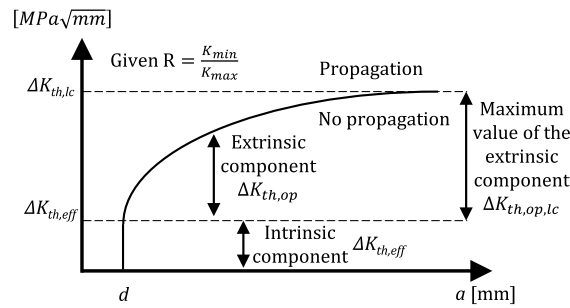 [MPa√mm]
Given R = K_min/K_max
Propagation
ΔK_th,lc
No propagation
Maximum
value of the
extrinsic
component
ΔK_th,op,lc
Extrinsic
component
ΔK_th,op
ΔK_th,eff
Intrinsic
component
ΔK_th,eff
d
a [mm]